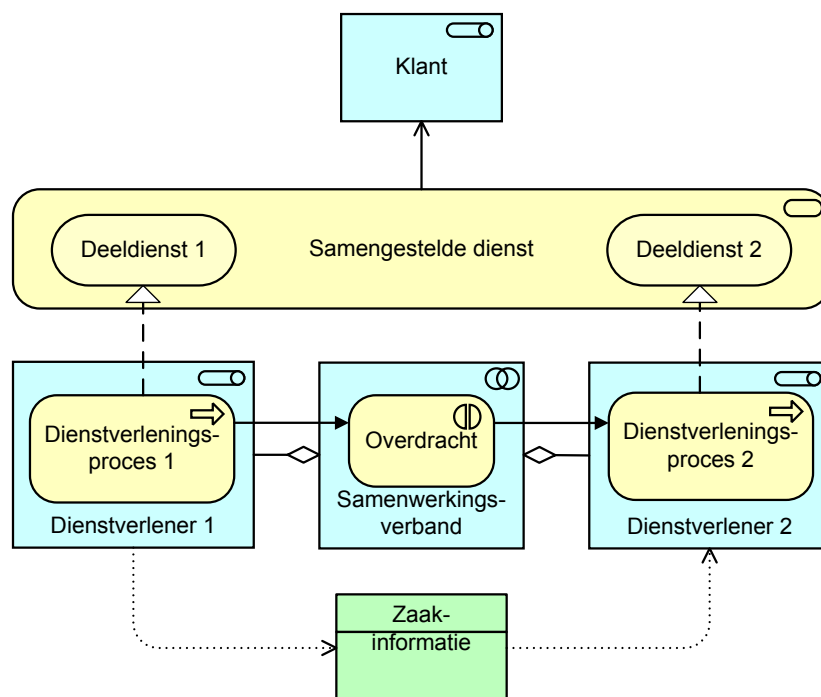 Klant
Deeldienst 1
Samengestelde dienst
Deeldienst 2
Dienstverlenings-
proces 1
Dienstverlener 1
Overdracht
Samenwerkings-
verband
Dienstverlenings-
proces 2
Dienstverlener 2
Zaak-
informatie